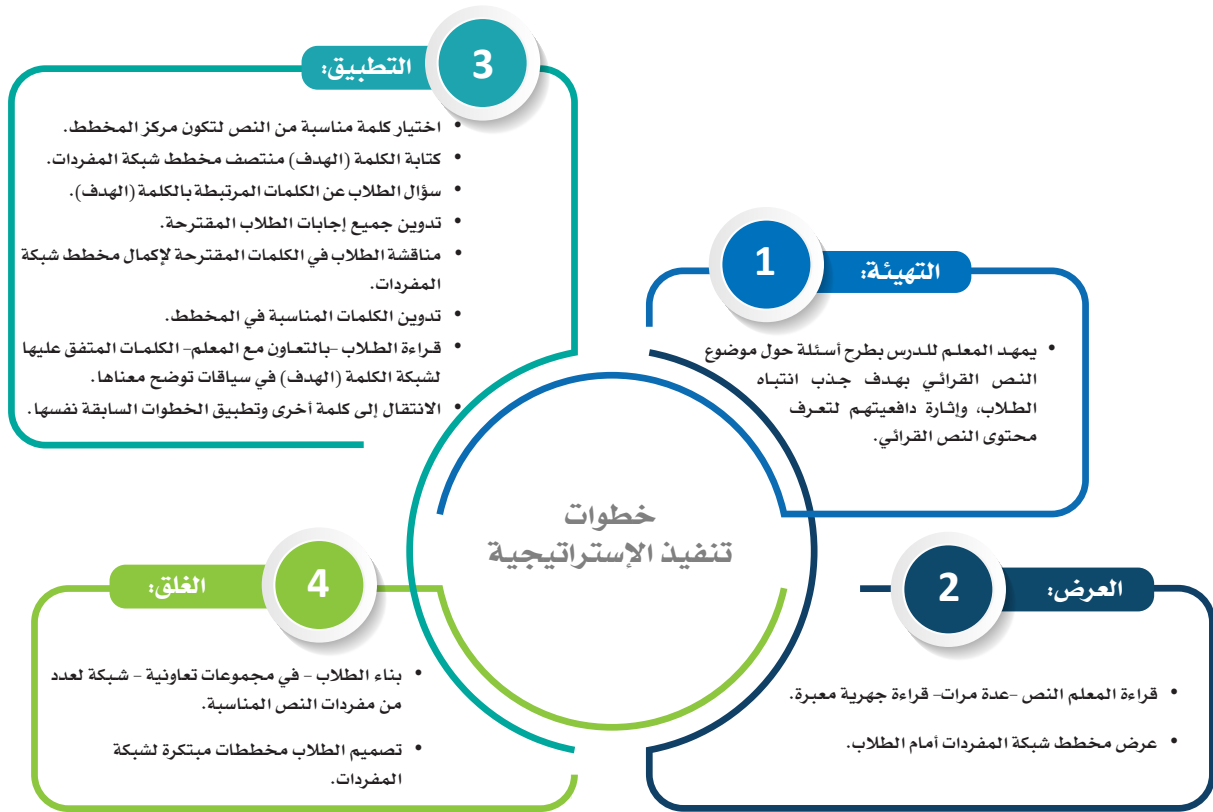 خطوات
تنفيذ الإستراتيجية
1
التهيئة:
• يمهد المعلم للدرس بطرح أسئلة حول موضوع
النص القرائي بهدف جذب انتباه
الطلاب، وإثارة دافعيتهم لتعرف
محتوى النص القرائي.
2
العرض:
• قراءة المعلم النص -عدة مرات- قراءة جهرية معبرة.
• عرض مخطط شبكة المفردات أمام الطلاب.
3
التطبيق:
• اختيار كلمة مناسبة من النص لتكون مركز المخطط.
• كتابة الكلمة (الهدف) منتصف مخطط شبكة المفردات.
• سؤال الطلاب عن الكلمات المرتبطة بالكلمة (الهدف).
• تدوين جميع إجابات الطلاب المقترحة.
• مناقشة الطلاب في الكلمات المقترحة لإكمال مخطط شبكة
المفردات.
• تدوين الكلمات المناسبة في المخطط.
• قراءة الطلاب -بالتعاون مع المعلم- الكلمات المتفق عليها
لشبكة الكلمة (الهدف) في سياقات توضح معناها.
• الانتقال إلى كلمة أخرى وتطبيق الخطوات السابقة نفسها.
4
الغلق:
• بناء الطلاب - في مجموعات تعاونية - شبكة لعدد
من مفردات النص المناسبة.
• تصميم الطلاب مخططات مبتكرة لشبكة
المفردات.